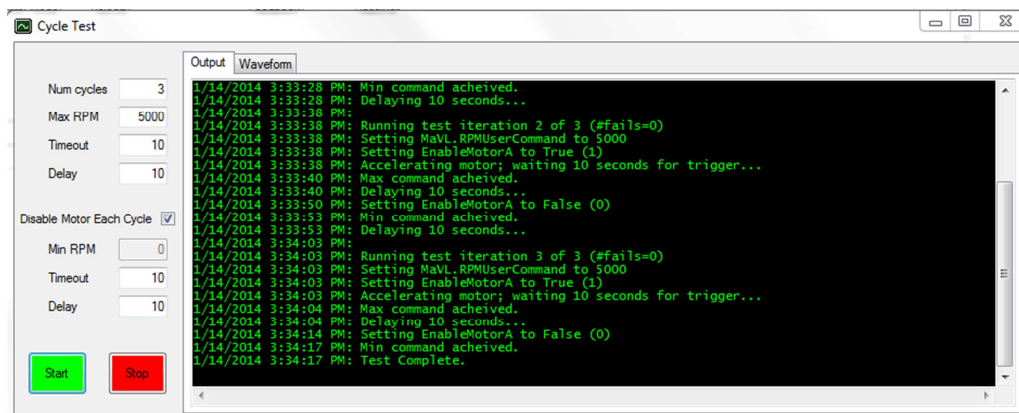 Cycle Test
Output
Waveform
Num cycles 3
Max RPM 5000
Timeout 10
Delay 10
Disable Motor Each Cycle
Min RPM 0
Timeout 10
Delay 10
Start
Stop
1/14/2014 3:33:28 PM: Min command acheived.
1/14/2014 3:33:28 PM: Delaying 10 seconds...
1/14/2014 3:33:38 PM:
1/14/2014 3:33:38 PM: Running test iteration 2 of 3 (#fails=0)
1/14/2014 3:33:38 PM: Setting MaVL.RPMUserCommand to 5000
1/14/2014 3:33:38 PM: Setting EnableMotorA to True (1)
1/14/2014 3:33:38 PM: Accelerating motor; waiting 10 seconds for trigger...
1/14/2014 3:33:40 PM: Max command acheived.
1/14/2014 3:33:40 PM: Delaying 10 seconds...
1/14/2014 3:33:50 PM: Setting EnableMotorA to False (0)
1/14/2014 3:33:53 PM: Min command acheived.
1/14/2014 3:33:53 PM: Delaying 10 seconds...
1/14/2014 3:34:03 PM:
1/14/2014 3:34:03 PM: Running test iteration 3 of 3 (#fails=0)
1/14/2014 3:34:03 PM: Setting MaVL.RPMUserCommand to 5000
1/14/2014 3:34:03 PM: Setting EnableMotorA to True (1)
1/14/2014 3:34:03 PM: Accelerating motor; waiting 10 seconds for trigger...
1/14/2014 3:34:04 PM: Max command acheived.
1/14/2014 3:34:04 PM: Delaying 10 seconds...
1/14/2014 3:34:14 PM: Setting EnableMotorA to False (0)
1/14/2014 3:34:17 PM: Min command acheived.
1/14/2014 3:34:17 PM: Test Complete.